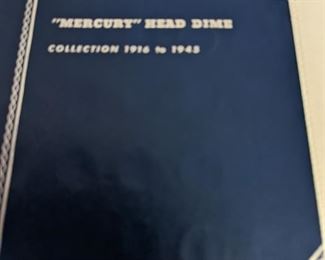 "MERCURY" HEAD DIME
COLLECTION 1916 to 1945